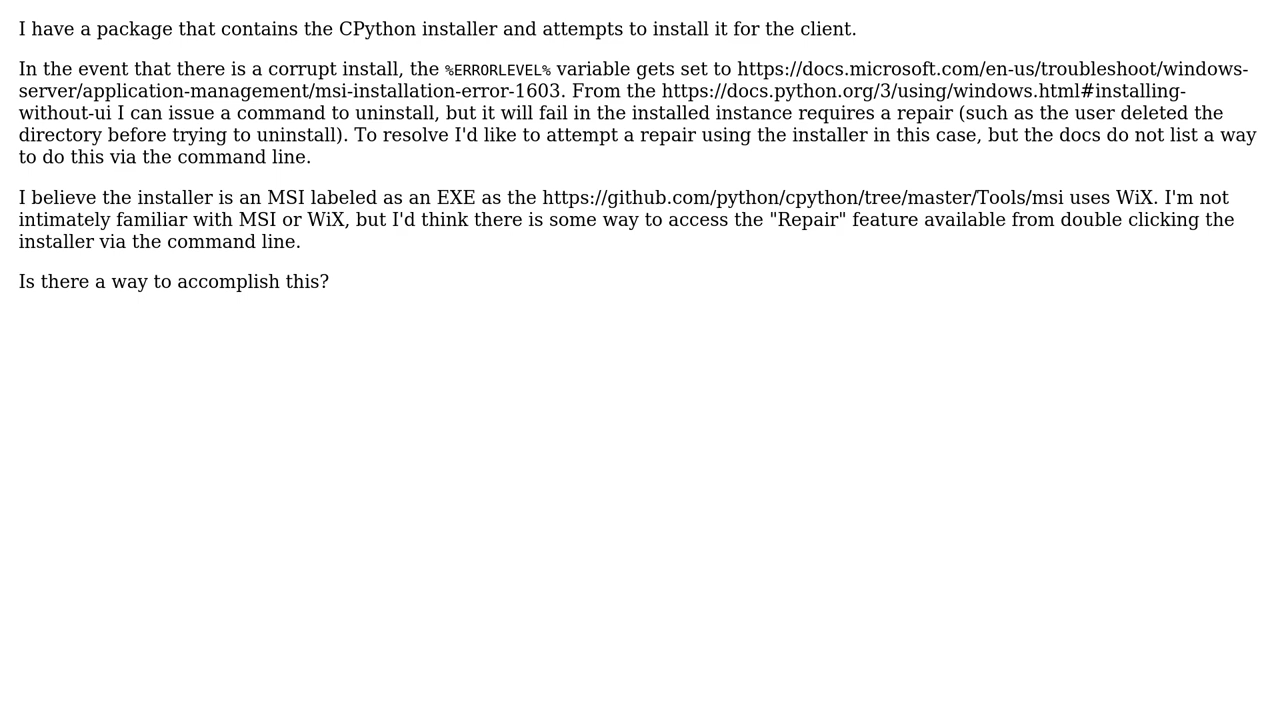 I have a package that contains the CPython installer and attempts to install it for the client.
In the event that there is a corrupt install, the %ERRORLEVEL% variable gets set to https://docs.microsoft.com/en-us/troubleshoot/windows-
server/application-management/msi-installation-error-1603. From the https://docs.python.org/3/using/windows.html#installing-
without-ui I can issue a command to uninstall, but it will fail in the installed instance requires a repair (such as the user deleted the
directory before trying to uninstall). To resolve I'd like to attempt a repair using the installer in this case, but the docs do not list a way
to do this via the command line.
I believe the installer is an MSI labeled as an EXE as the https://github.com/python/cpython/tree/master/Tools/msi uses WiX. I'm not
intimately familiar with MSI or WiX, but I'd think there is some way to access the "Repair" feature available from double clicking the
installer via the command line.
Is there a way to accomplish this?